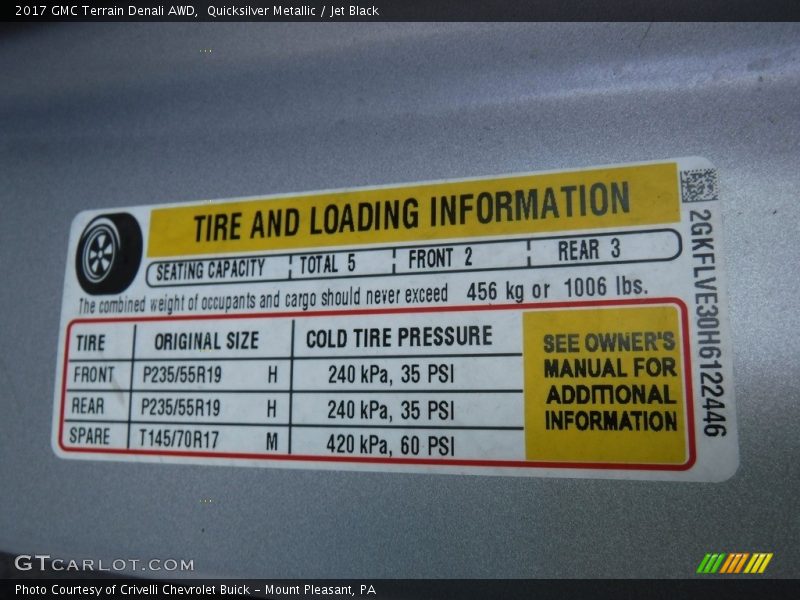 2017 GMC Terrain Denali AWD, Quicksilver Metallic / Jet Black
TIRE AND LOADING INFORMATION
SEATING CAPACITY TOTAL 5 FRONT 2 REAR 3
The combined weight of occupants and cargo should never exceed 456 kg or 1006 lbs.
TIRE ORIGINAL SIZE COLD TIRE PRESSURE
FRONT P235/55R19 H 240 kPa, 35 PSI
REAR P235/55R19 H 240 kPa, 35 PSI
SPARE T145/70R17 M 420 kPa, 60 PSI
SEE OWNER'S
MANUAL FOR
ADDITIONAL
INFORMATION
2GKFLVE30H6122446
GTCARLOT.COM
Photo Courtesy of Crivelli Chevrolet Buick - Mount Pleasant, PA